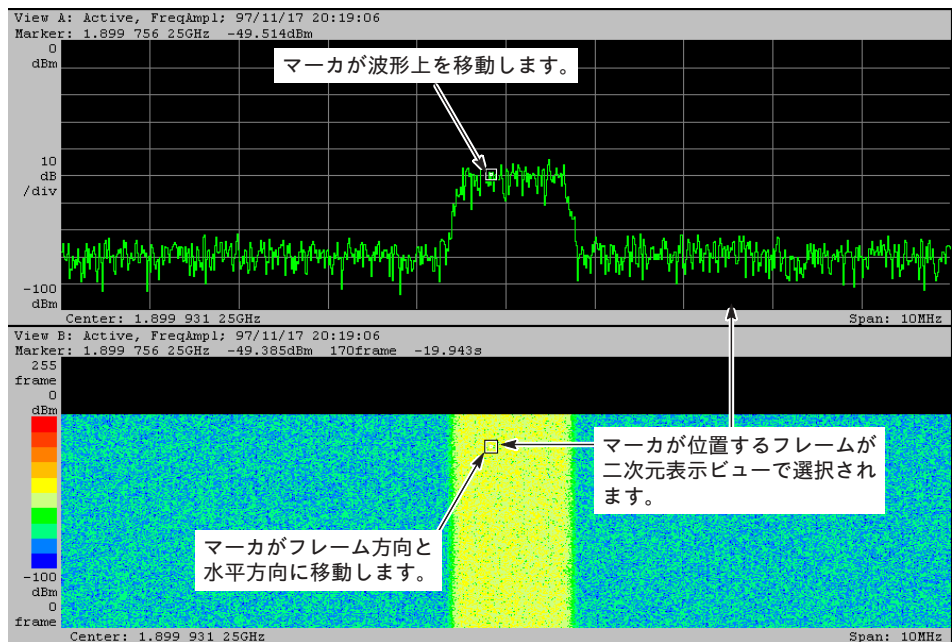 View A: Active, FreqAmpl; 97/11/17 20:19:06
Marker: 1.899 756 25GHz -49.514dBm
0
dBm
マーカが波形上を移動します。
10
dB
/div
-100
dBm
Center: 1.899 931 25GHz Span: 10MHz
View B: Active, FreqAmpl; 97/11/17 20:19:06
Marker: 1.899 756 25GHz -49.385dBm 170frame -19.943s
255
frame
0
dBm
マーカが位置するフレームが
二次元表示ビューで選択され
ます。
マーカがフレーム方向と
水平方向に移動します。
-100
dBm
0
frame
Center: 1.899 931 25GHz Span: 10MHz